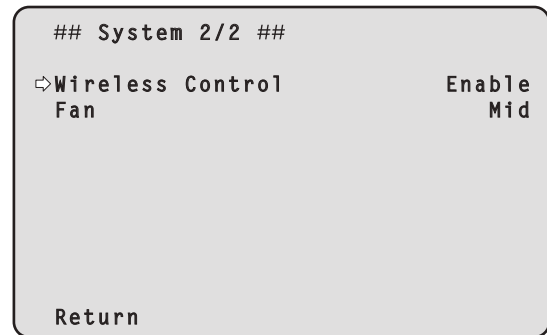 ## System 2/2 ##
⇨Wireless Control Enable
Fan Mid
Return